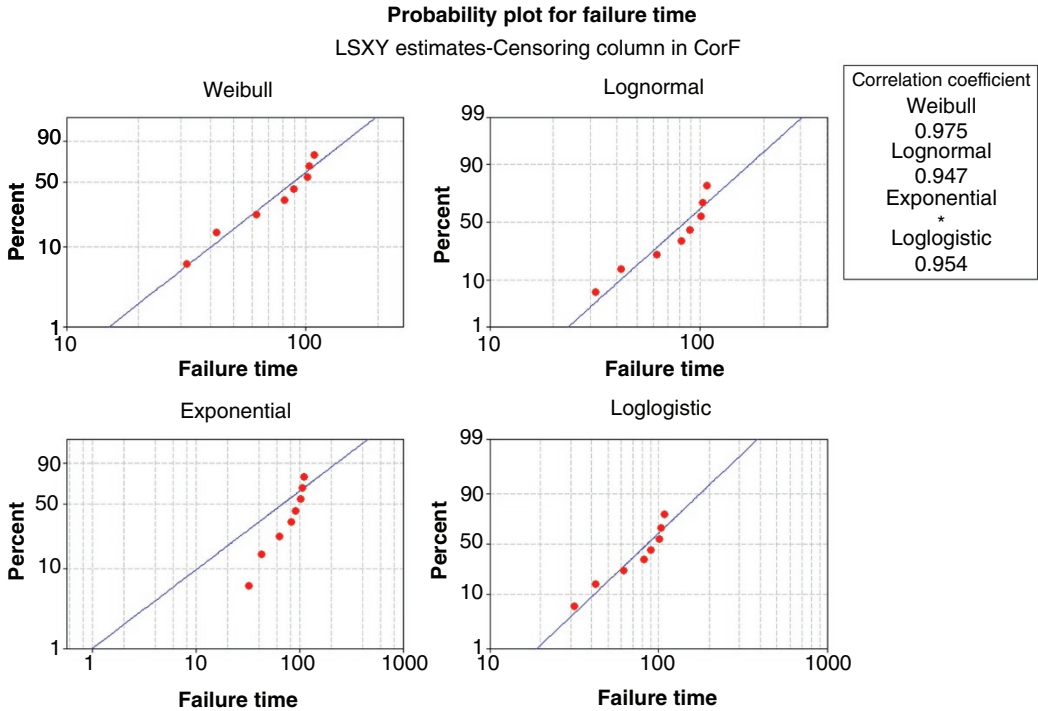 Probability plot for failure time
LSXY estimates-Censoring column in CorF
Weibull
Percent
90
50
10
1
10
100
Failure time
Lognormal
Percent
99
90
50
10
1
10
100
Failure time
Correlation coefficient
Weibull
0.975
Lognormal
0.947
Exponential
*
Loglogistic
0.954
Exponential
Percent
90
50
10
1
1
10
100
1000
Failure time
Loglogistic
Percent
99
90
50
10
1
10
100
1000
Failure time